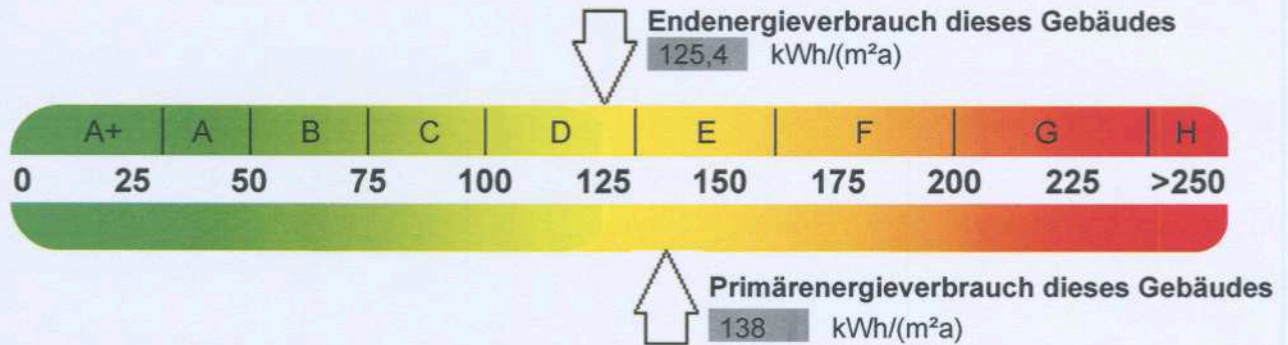 Endenergieverbrauch dieses Gebäudes
125,4 kWh/(m²a)
A+ A B C D E F G H
0 25 50 75 100 125 150 175 200 225 >250
Primärenergieverbrauch dieses Gebäudes
138 kWh/(m²a)